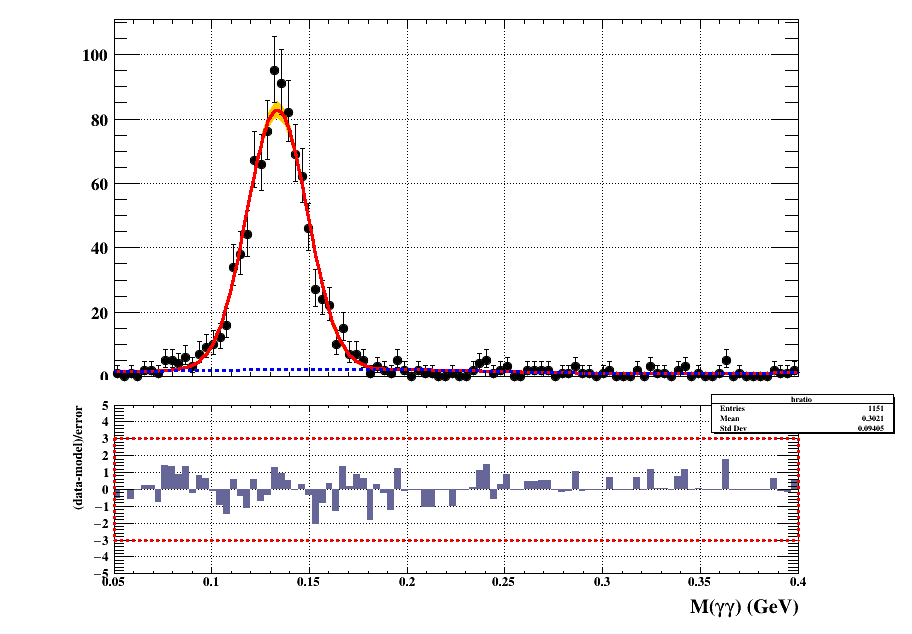 100
80
60
40
20
0
hratio
Entries 1151
Mean 0.3021
Std Dev 0.09405
(data-model)/error
5
4
3
2
1
0
−1
−2
−3
−4
−5
0.05 0.1 0.15 0.2 0.25 0.3 0.35 0.4
M(γγ) (GeV)